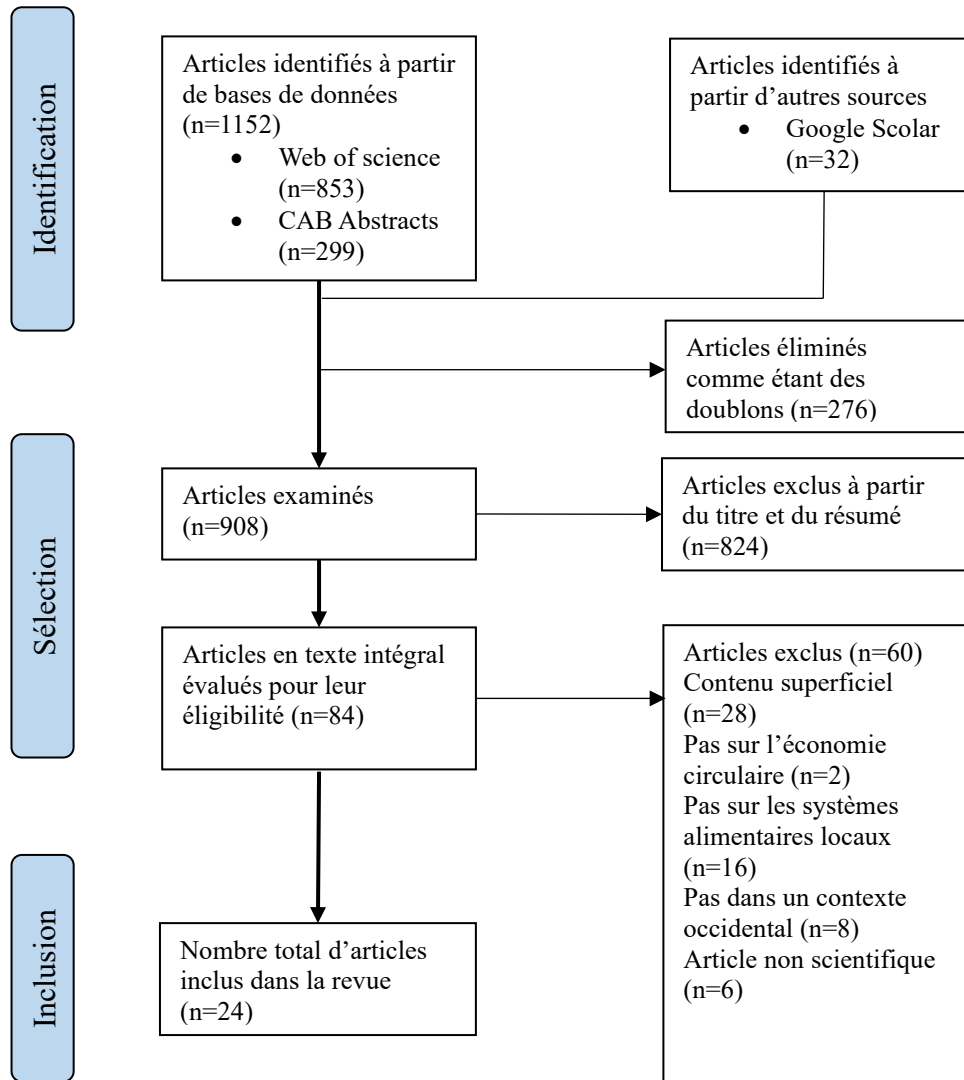 Identification
Articles identifiés à partir
de bases de données
(n=1152)
• Web of science
(n=853)
• CAB Abstracts
(n=299)
Articles identifiés à
partir d’autres sources
• Google Scolar
(n=32)
Articles éliminés
comme étant des
doublons (n=276)
Sélection
Articles examinés
(n=908)
Articles exclus à partir
du titre et du résumé
(n=824)
Articles en texte intégral
évalués pour leur
éligibilité (n=84)
Articles exclus (n=60)
Contenu superficiel
(n=28)
Pas sur l’économie
circulaire (n=2)
Pas sur les systèmes
alimentaires locaux
(n=16)
Pas dans un contexte
occidental (n=8)
Article non scientifique
(n=6)
Inclusion
Nombre total d’articles
inclus dans la revue
(n=24)